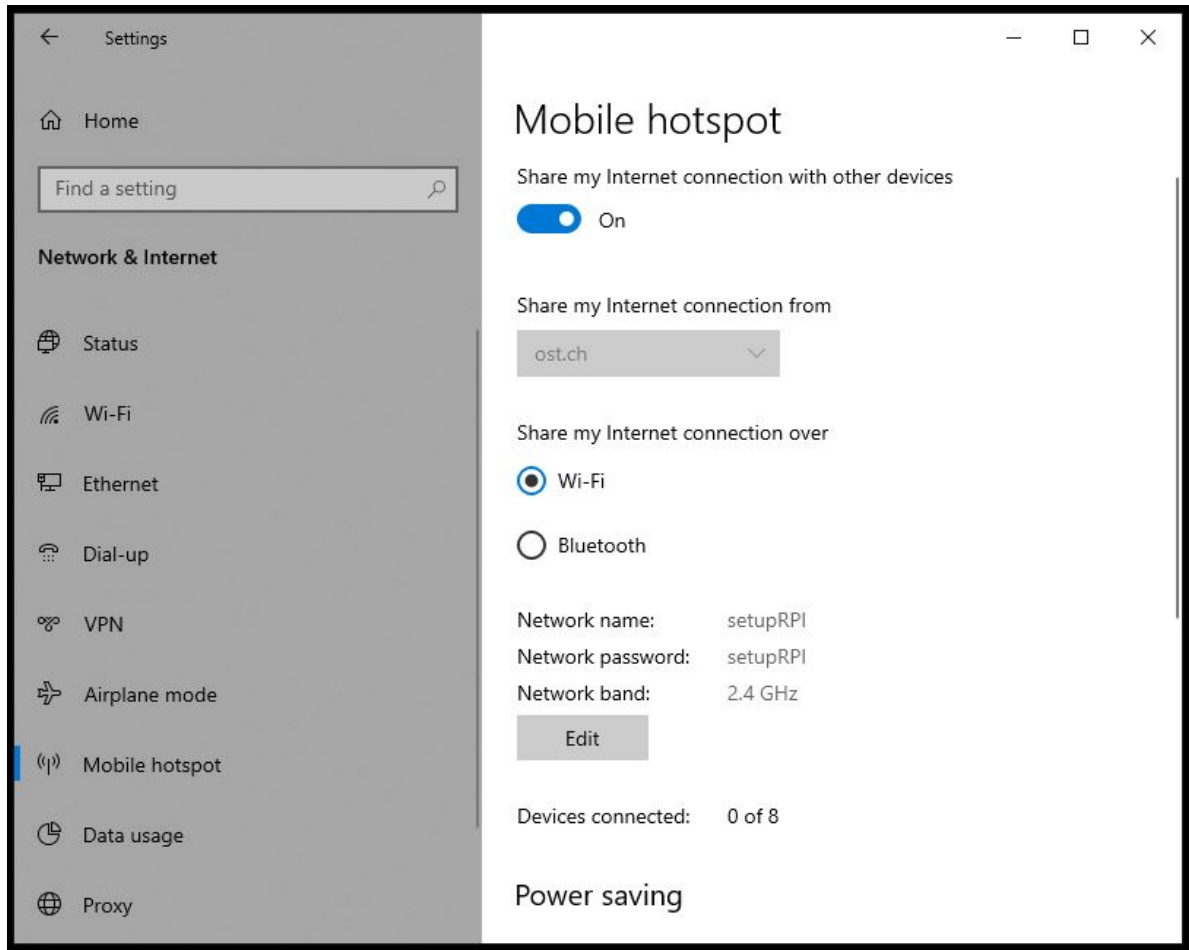 Settings
Home
Find a setting
Network & Internet
Status
Wi-Fi
Ethernet
Dial-up
VPN
Airplane mode
Mobile hotspot
Data usage
Proxy
Mobile hotspot
Share my Internet connection with other devices
On
Share my Internet connection from
ost.ch
Share my Internet connection over
Wi-Fi
Bluetooth
Network name: setupRPI
Network password: setupRPI
Network band: 2.4 GHz
Edit
Devices connected: 0 of 8
Power saving